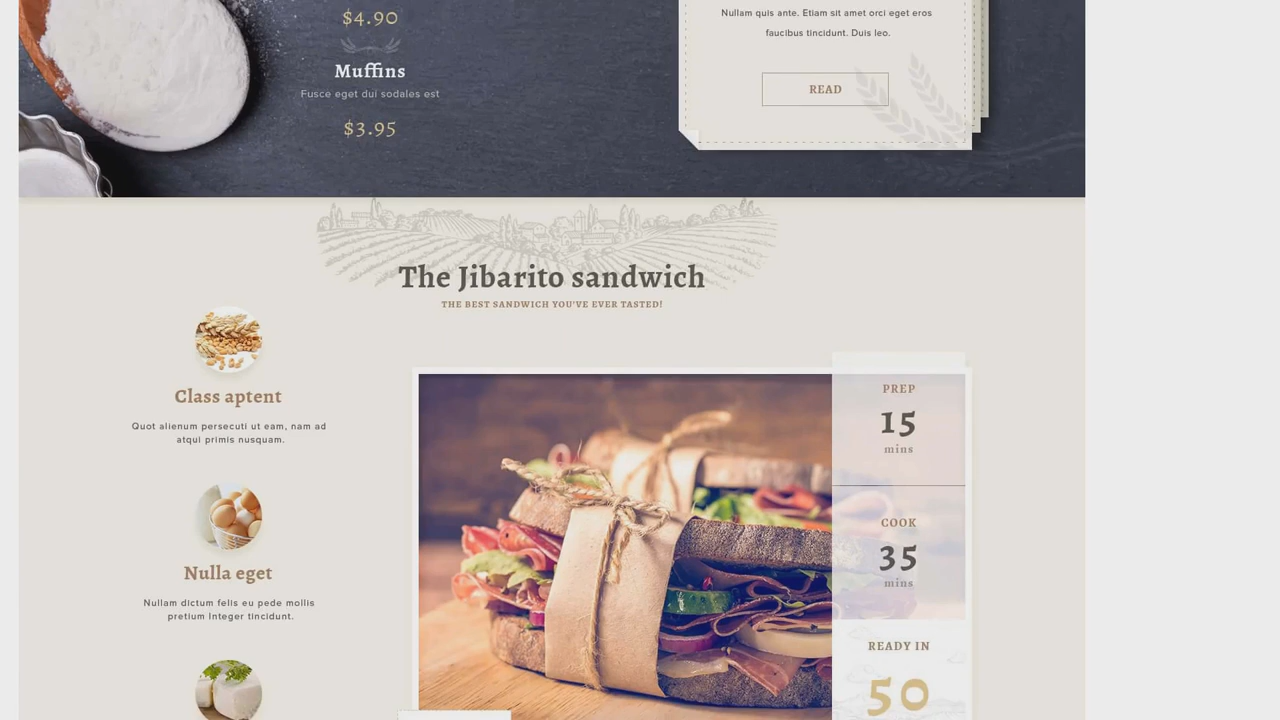 $4.90
Muffins
Fusce eget dui sodales est
$3.95
Nullam quis ante. Etiam sit amet orci eget eros
faucibus tincidunt. Duis leo.
READ
The Jibarito sandwich
THE BEST SANDWICH YOU'VE EVER TASTED!
Class aptent
Quot alienum persecuti ut eam, nam ad
atqui primis nusquam.
Nulla eget
Nullam dictum felis eu pede mollis
pretium Integer tincidunt.
PREP
15
mins
COOK
35
mins
READY IN
50